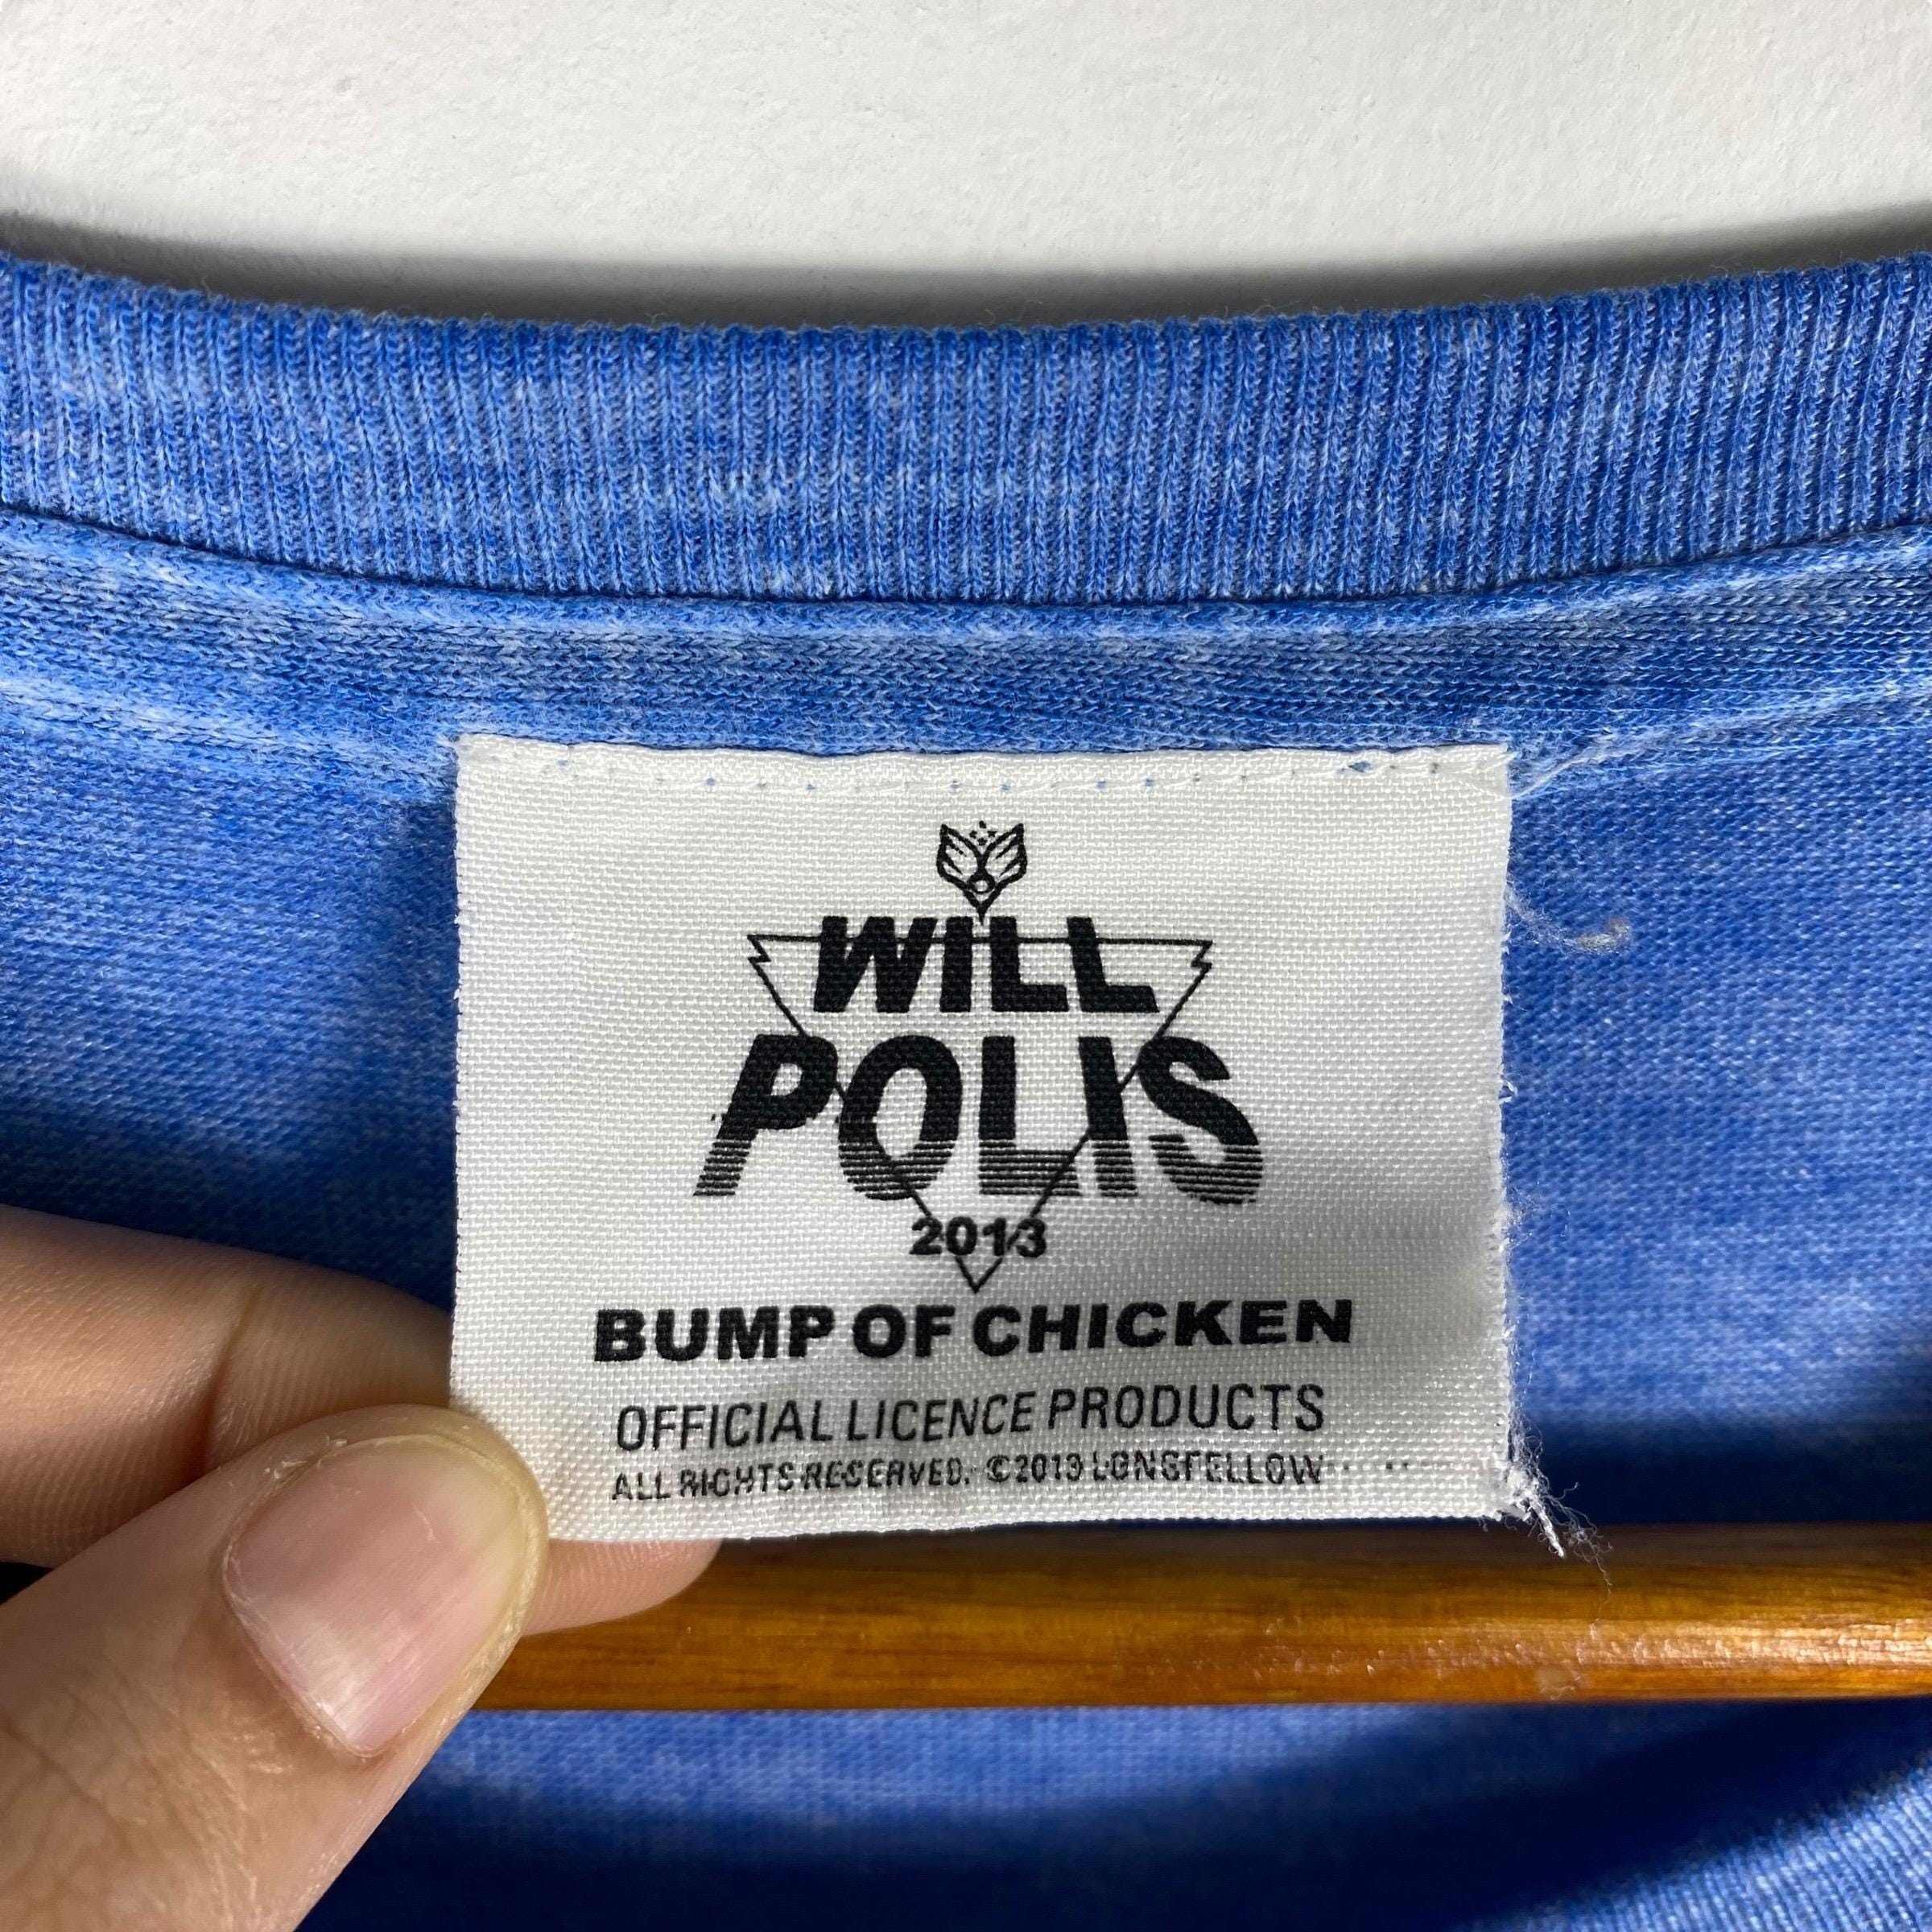 WILL
POLIS
2013
BUMP OF CHICKEN
OFFICIAL LICENCE PRODUCTS
ALL RIGHTS RESERVED. ©2013 LONGFELLOW